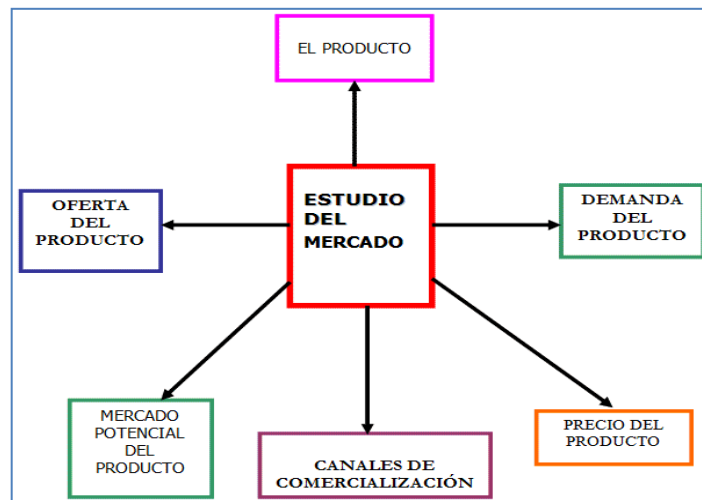 EL PRODUCTO
OFERTA
DEL
PRODUCTO
ESTUDIO
DEL
MERCADO
DEMANDA
DEL
PRODUCTO
MERCADO
POTENCIAL
DEL
PRODUCTO
CANALES DE
COMERCIALIZACIÓN
PRECIO DEL
PRODUCTO